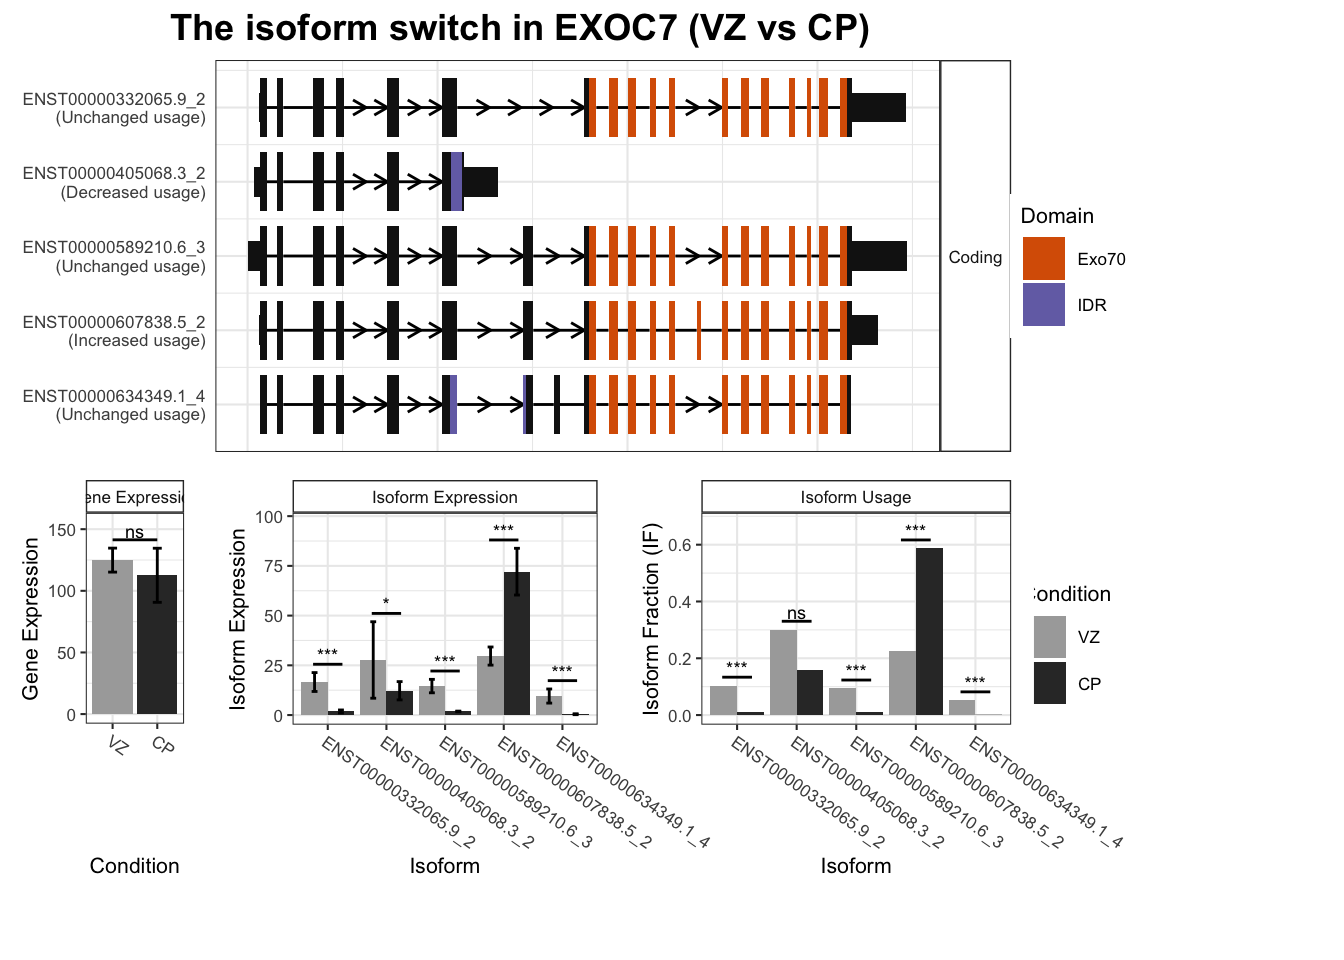 The isoform switch in EXOC7 (VZ vs CP)
ENST00000332065.9_2
(Unchanged usage)
ENST00000405068.3_2
(Decreased usage)
ENST00000589210.6_3
(Unchanged usage)
ENST00000607838.5_2
(Increased usage)
ENST00000634349.1_4
(Unchanged usage)
Coding
Domain
Exo70
IDR
ene Expressi
Gene Expression
150
100
50
0
ns
VZ
CP
Condition
Isoform Expression
Isoform Expression
100
75
50
25
0
***
*
***
***
***
ENST00000332065.9_2
ENST00000405068.3_2
ENST00000589210.6_3
ENST00000607838.5_2
ENST00000634349.1_4
Isoform
Isoform Usage
Isoform Fraction (IF)
0.6
0.4
0.2
0.0
***
ns
***
***
***
ENST00000332065.9_2
ENST00000405068.3_2
ENST00000589210.6_3
ENST00000607838.5_2
ENST00000634349.1_4
Isoform
ondition
VZ
CP